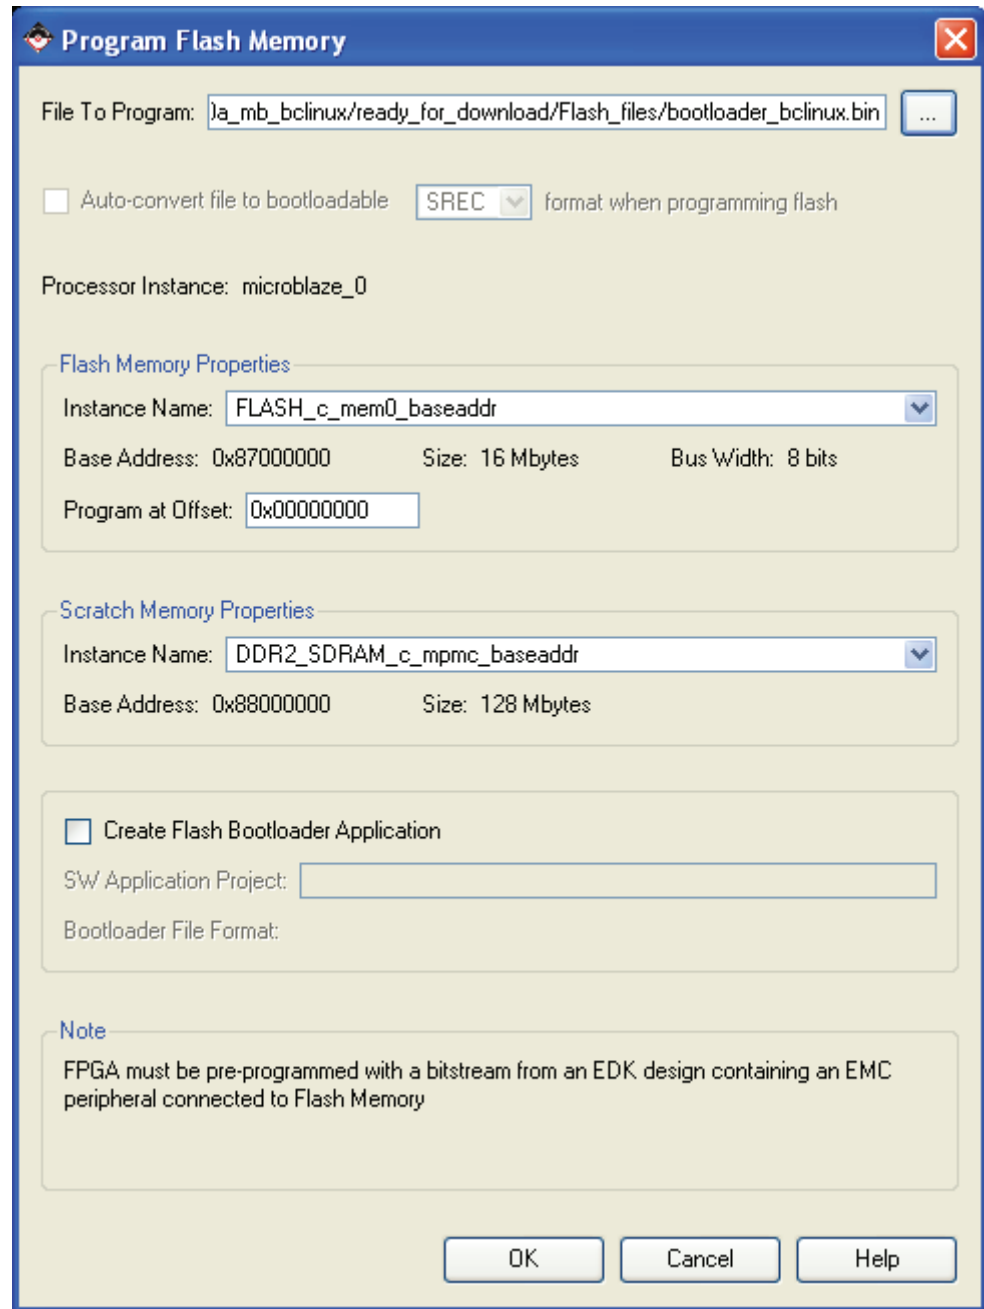 Program Flash Memory
File To Program: a_mb_bclinux/ready_for_download/Flash_files/bootloader_bclinux.bin ...
Auto-convert file to bootloadable SREC format when programming flash
Processor Instance: microblaze_0
Flash Memory Properties
Instance Name: FLASH_c_mem0_baseaddr
Base Address: 0x87000000 Size: 16 Mbytes Bus Width: 8 bits
Program at Offset: 0x00000000
Scratch Memory Properties
Instance Name: DDR2_SDRAM_c_mpmc_baseaddr
Base Address: 0x88000000 Size: 128 Mbytes
Create Flash Bootloader Application
SW Application Project:
Bootloader File Format:
Note
FPGA must be pre-programmed with a bitstream from an EDK design containing an EMC
peripheral connected to Flash Memory
OK Cancel Help